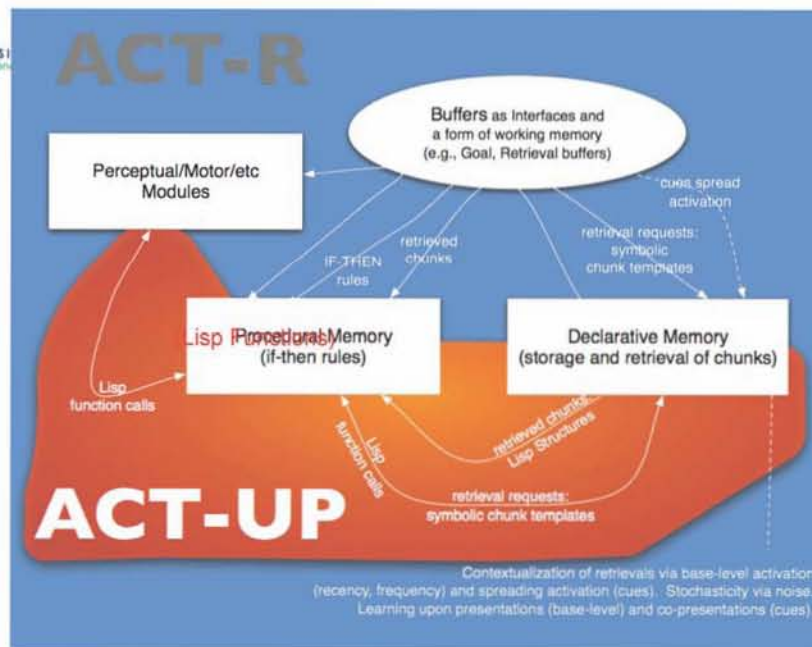 ACT-R
Buffers as Interfaces and
a form of working memory
(e.g., Goal, Retrieval buffers)
Perceptual/Motor/etc
Modules
cues spread
activation
retrieval requests:
symbolic
chunk templates
retrieved
chunks
IF-THEN
rules
Lisp Functions)
Procedural Memory
(if-then rules)
Declarative Memory
(storage and retrieval of chunks)
Lisp
function calls
Lisp
function calls
retrieved chunks:
Lisp Structures
retrieval requests:
symbolic chunk templates
ACT-UP
Contextualization of retrievals via base-level activation
(recency, frequency) and spreading activation (cues). Stochasticity via noise.
Learning upon presentations (base-level) and co-presentations (cues)